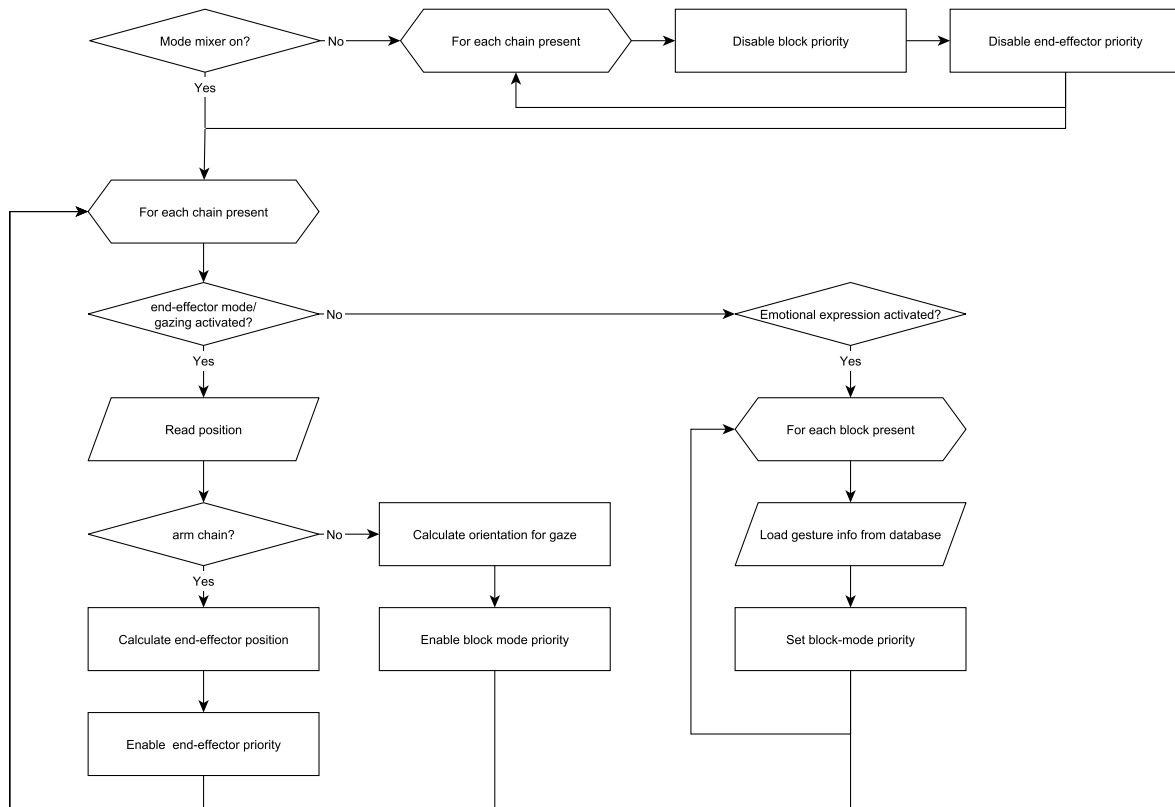 Mode mixer on?
No
For each chain present
Disable block priority
Disable end-effector priority
Yes
For each chain present
end-effector mode/
gazing activated?
No
Emotional expression activated?
Yes
Yes
Read position
For each block present
arm chain?
No
Calculate orientation for gaze
Load gesture info from database
Yes
Calculate end-effector position
Enable block mode priority
Set block-mode priority
Enable end-effector priority